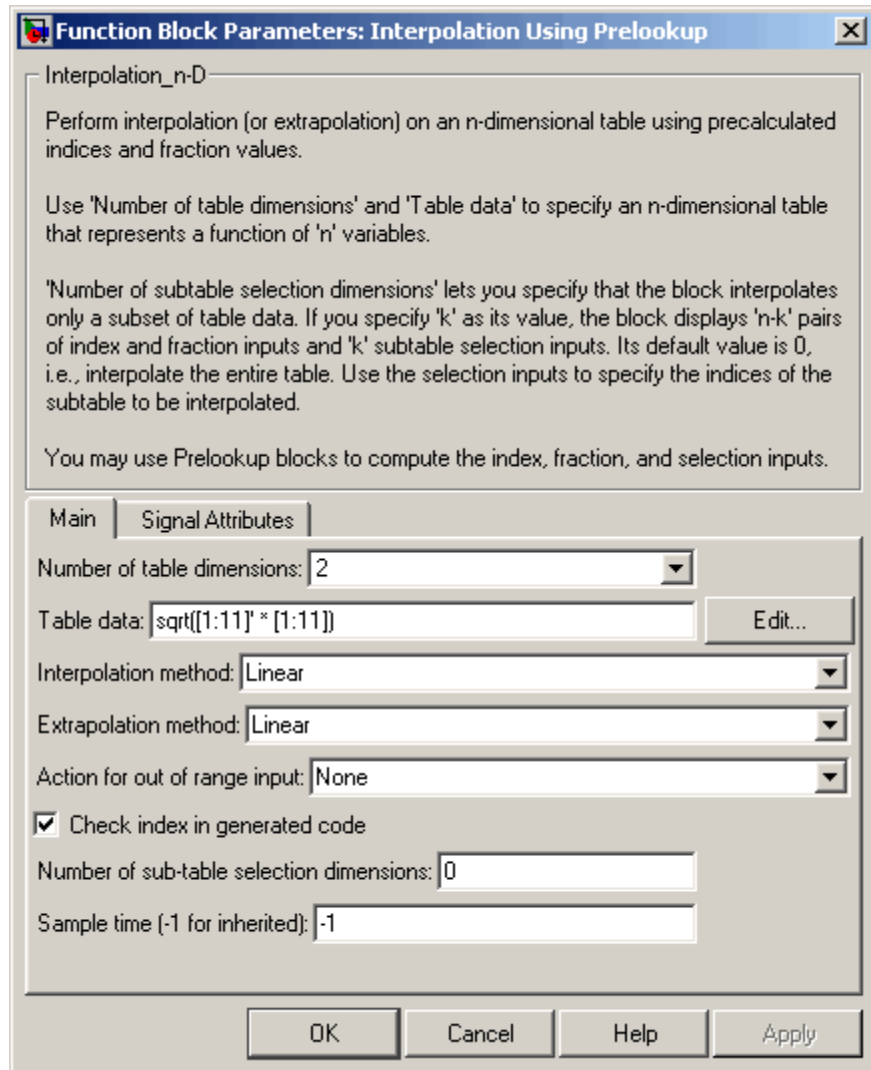 Function Block Parameters: Interpolation Using Prelookup
Interpolation_n-D
Perform interpolation (or extrapolation) on an n-dimensional table using precalculated
indices and fraction values.
Use 'Number of table dimensions' and 'Table data' to specify an n-dimensional table
that represents a function of 'n' variables.
'Number of subtable selection dimensions' lets you specify that the block interpolates
only a subset of table data. If you specify 'k' as its value, the block displays 'n-k' pairs
of index and fraction inputs and 'k' subtable selection inputs. Its default value is 0,
i.e., interpolate the entire table. Use the selection inputs to specify the indices of the
subtable to be interpolated.
You may use Prelookup blocks to compute the index, fraction, and selection inputs.
Main Signal Attributes
Number of table dimensions: 2
Table data: sqrt([1:11]' * [1:11]) Edit...
Interpolation method: Linear
Extrapolation method: Linear
Action for out of range input: None
Check index in generated code
Number of sub-table selection dimensions: 0
Sample time (-1 for inherited): -1
OK Cancel Help Apply